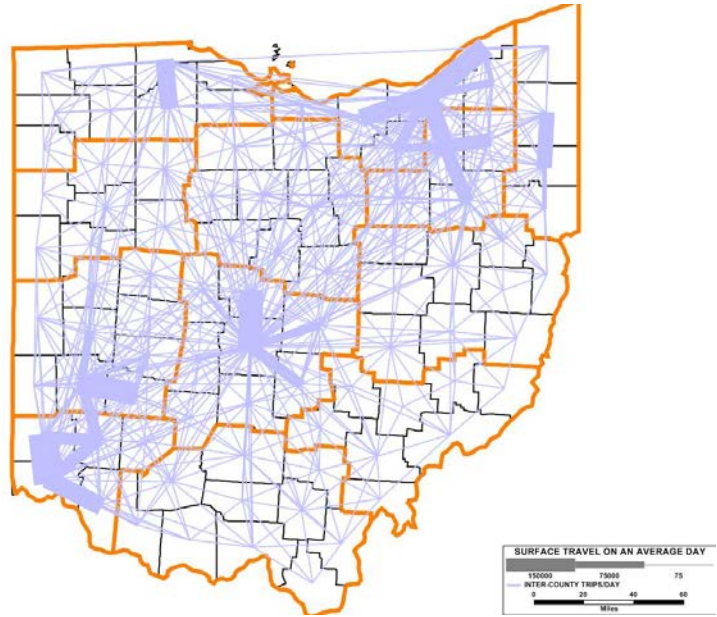 SURFACE TRAVEL ON AN AVERAGE DAY
150000 75000 75
INTER-COUNTY TRIPS/DAY
0 20 40 60
Miles